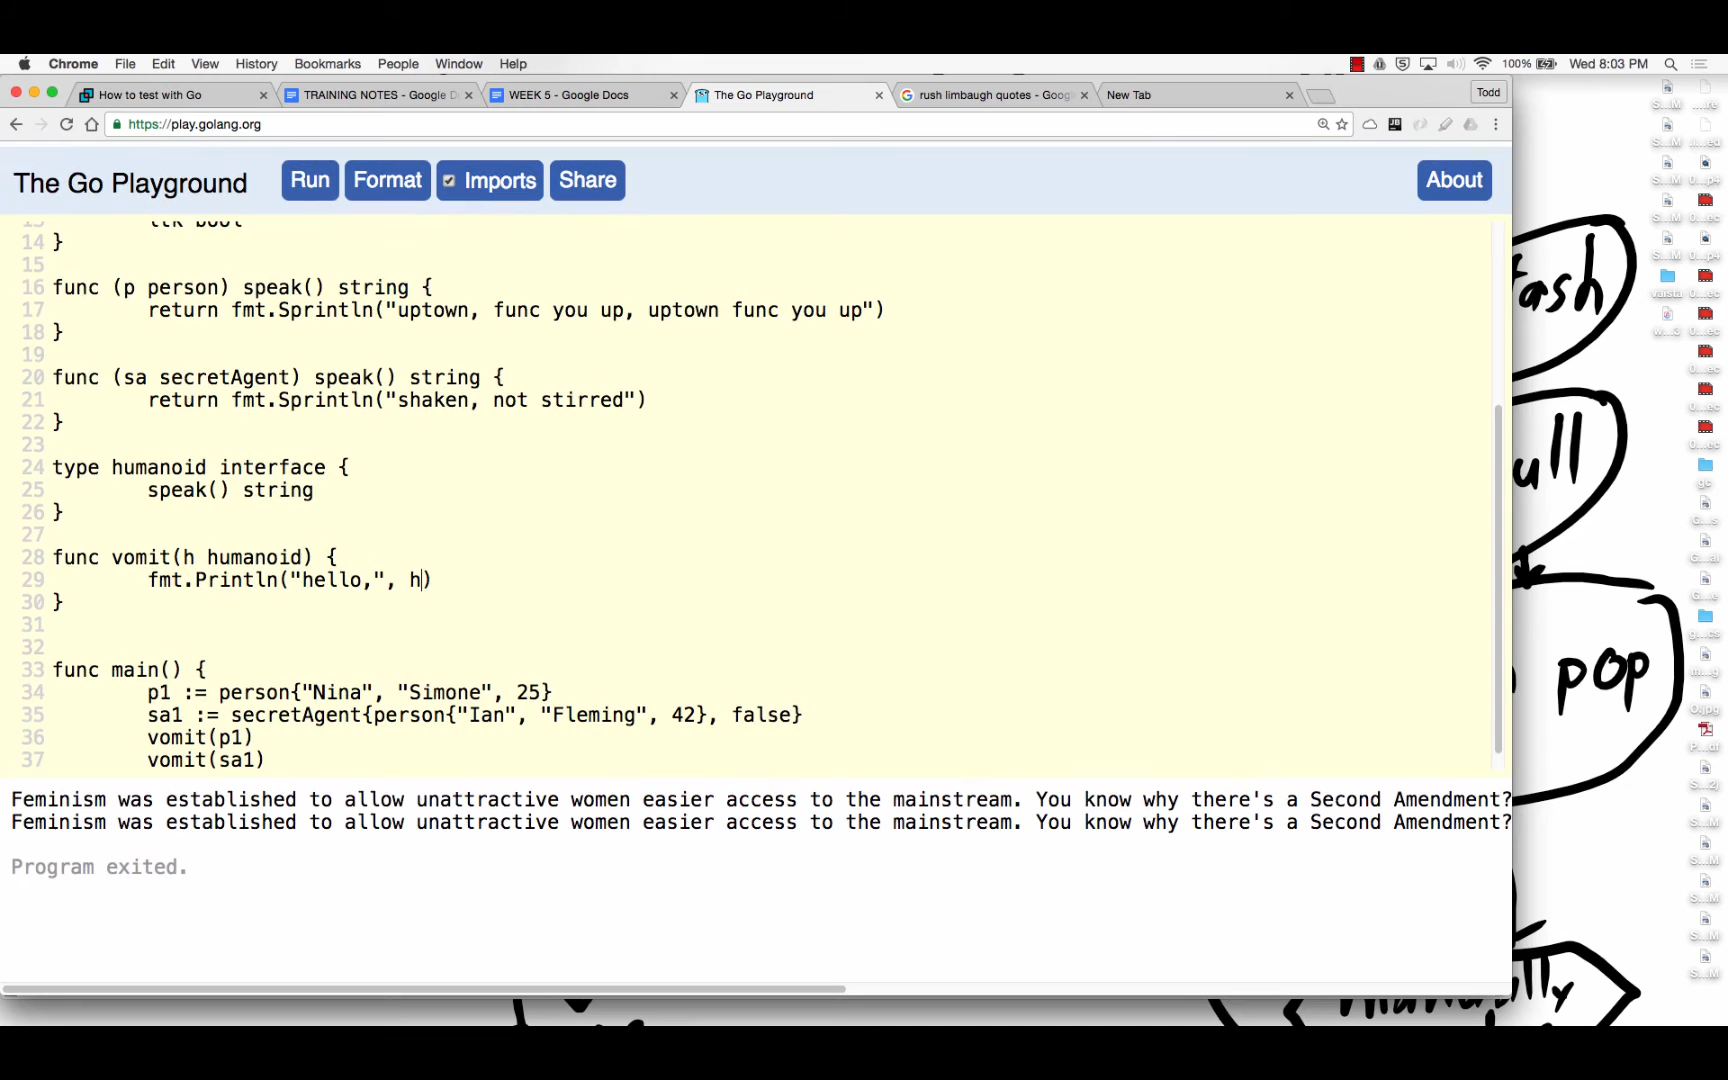 Chrome File Edit View History Bookmarks People Window Help 100% Wed 8:03 PM
How to test with Go
TRAINING NOTES - Google D
WEEK 5 - Google Docs
The Go Playground
rush limbaugh quotes - Goog
New Tab
Todd
https://play.golang.org
The Go Playground Run Format Imports Share About
13 ltk bool
14 }
15
16 func (p person) speak() string {
17 return fmt.Sprintln("uptown, func you up, uptown func you up")
18 }
19
20 func (sa secretAgent) speak() string {
21 return fmt.Sprintln("shaken, not stirred")
22 }
23
24 type humanoid interface {
25 speak() string
26 }
27
28 func vomit(h humanoid) {
29 fmt.Println("hello,", h)
30 }
31
32
33 func main() {
34 p1 := person{"Nina", "Simone", 25}
35 sa1 := secretAgent{person{"Ian", "Fleming", 42}, false}
36 vomit(p1)
37 vomit(sa1)
Feminism was established to allow unattractive women easier access to the mainstream. You know why there's a Second Amendment?
Feminism was established to allow unattractive women easier access to the mainstream. You know why there's a Second Amendment?
Program exited.
tash
ull
pop
vaista
gc